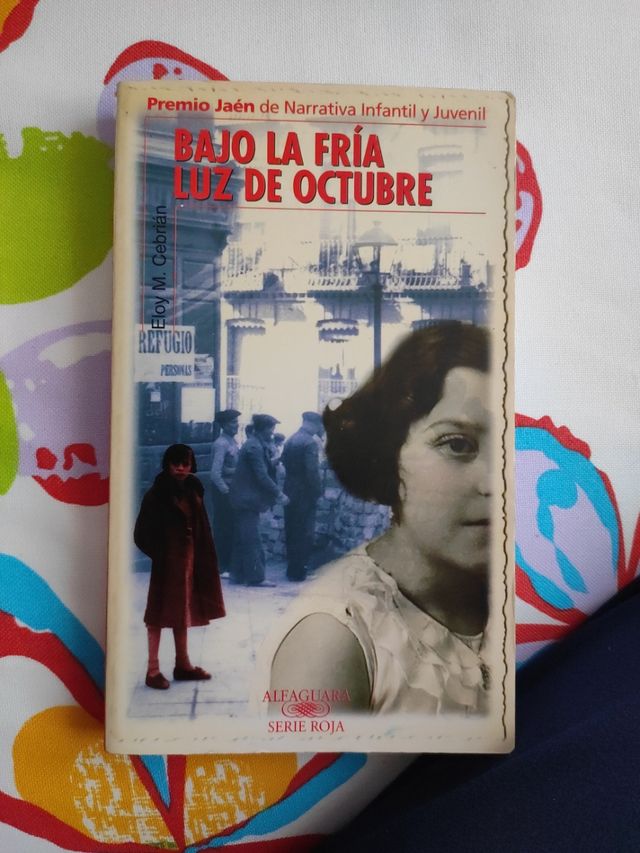 Premio Jaén de Narrativa Infantil y Juvenil
BAJO LA FRÍA
LUZ DE OCTUBRE
Eloy M. Cebrián
REFUGIO
PERSONAS
ALFAGUARA
SERIE ROJA